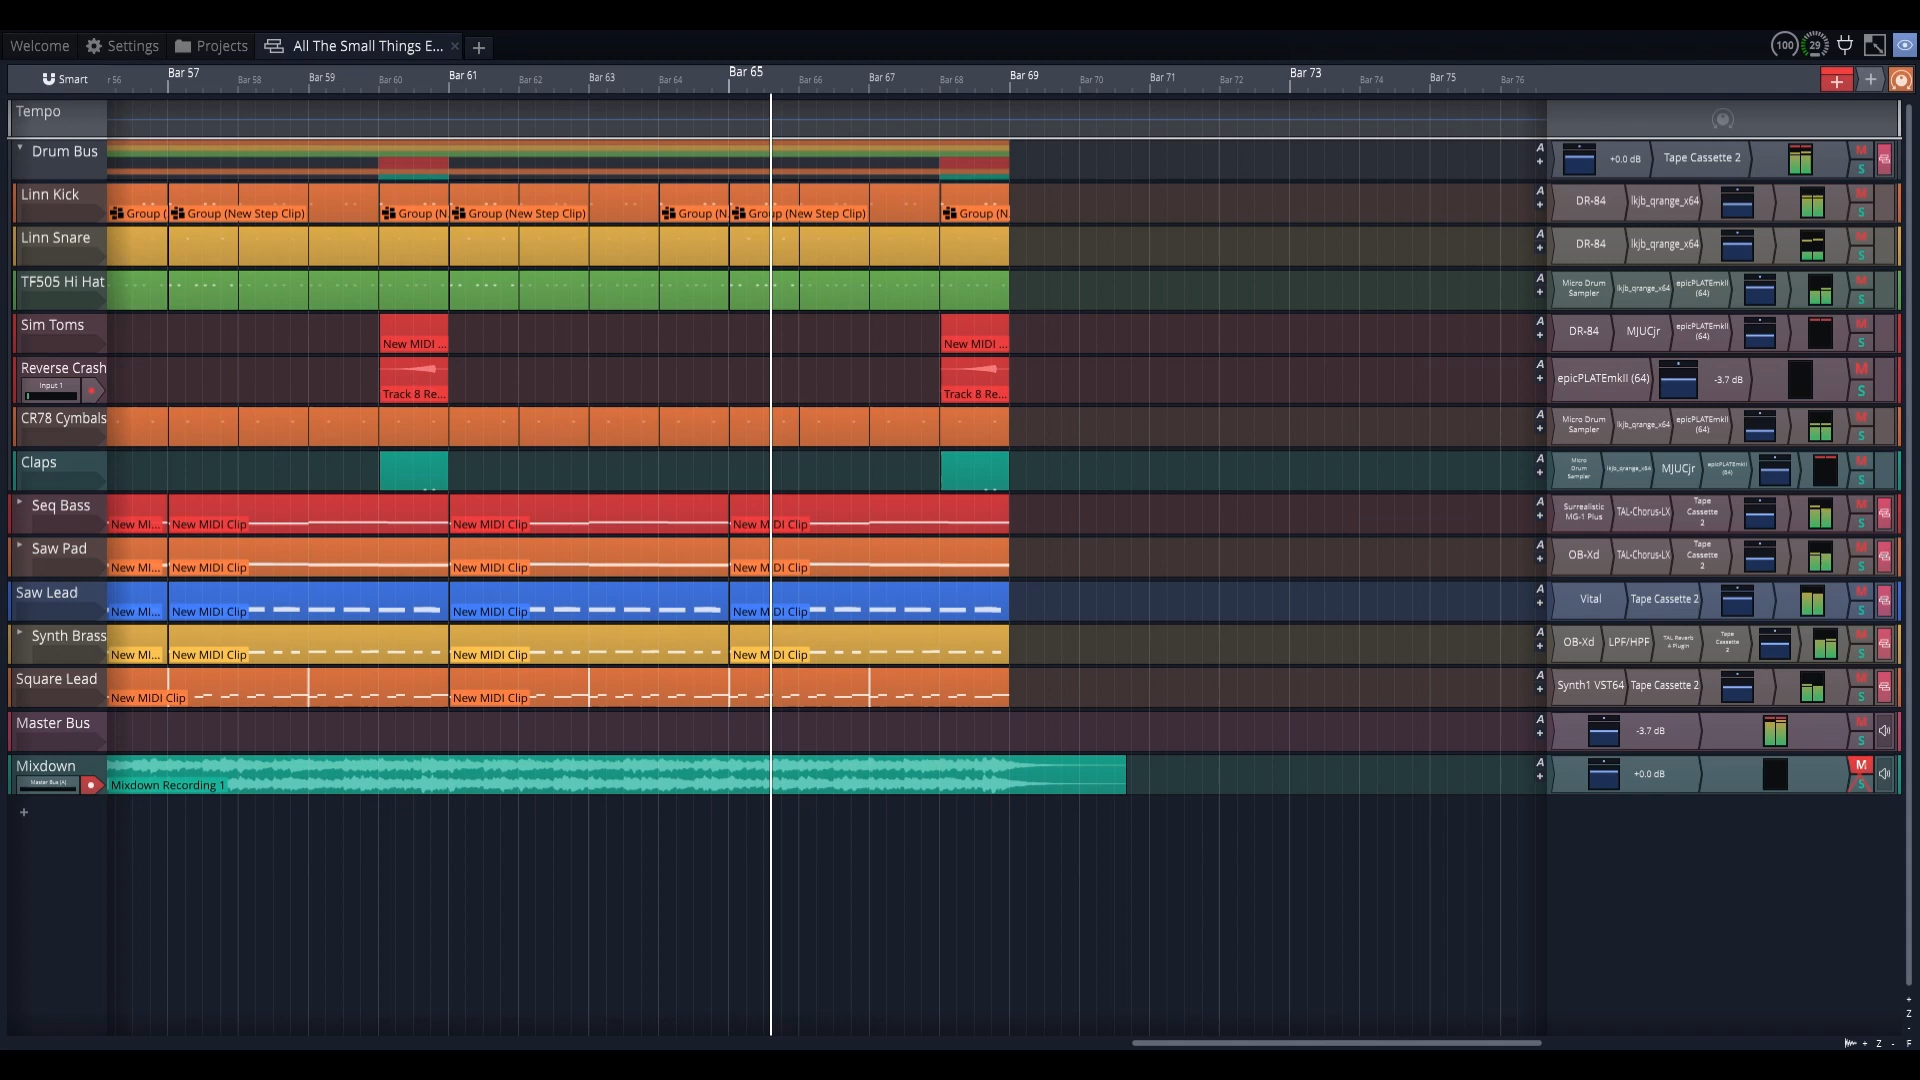 Welcome Settings Projects All The Small Things E... × + 100 29
Smart r 56 Bar 57 Bar 58 Bar 59 Bar 60 Bar 61 Bar 62 Bar 63 Bar 64 Bar 65 Bar 66 Bar 67 Bar 68 Bar 69 Bar 70 Bar 71 Bar 72 Bar 73 Bar 74 Bar 75 Bar 76 + +
Tempo
Drum Bus A + +0.0 dB Tape Cassette 2 M S
Linn Kick Group ( Group (New Step Clip) Group (N. Group (New Step Clip) Group (N. Group (New Step Clip) Group (N. A + DR-84 lkjb_qrange_x64 M S
Linn Snare A + DR-84 lkjb_qrange_x64 M S
TF505 Hi Hat A + Micro Drum Sampler lkjb_qrange_x64 epicPLATEmkII (64) M S
Sim Toms New MIDI ... New MIDI ... A + DR-84 MJUCjr epicPLATEmkII (64) M S
Reverse Crash Input 1 Track 8 Re... Track 8 Re... A + epicPLATEmkII (64) -3.7 dB M S
CR78 Cymbals A + Micro Drum Sampler lkjb_qrange_x64 epicPLATEmkII (64) M S
Claps A + Micro Drum Sampler lkjb_qrange_x64 MJUCjr epicPLATEmkII (64) M S
Seq Bass New MI... New MIDI Clip New MIDI Clip New MIDI Clip A + Surrealistic MG-1 Plus TAL-Chorus-LX Tape Cassette 2 M S
Saw Pad New MI... New MIDI Clip New MIDI Clip New MIDI Clip A + OB-Xd TAL-Chorus-LX Tape Cassette 2 M S
Saw Lead New MI... New MIDI Clip New MIDI Clip New MIDI Clip A + Vital Tape Cassette 2 M S
Synth Brass New MI... New MIDI Clip New MIDI Clip New MIDI Clip A + OB-Xd LPF/HPF TAL Reverb 4 Plugin Tape Cassette 2 M S
Square Lead New MIDI Clip New MIDI Clip A + Synth1 VST64 Tape Cassette 2 M S
Master Bus A + -3.7 dB M S
Mixdown Master Bus (A) Mixdown Recording 1 A + +0.0 dB M S
+
+
Z
-
+ Z - F